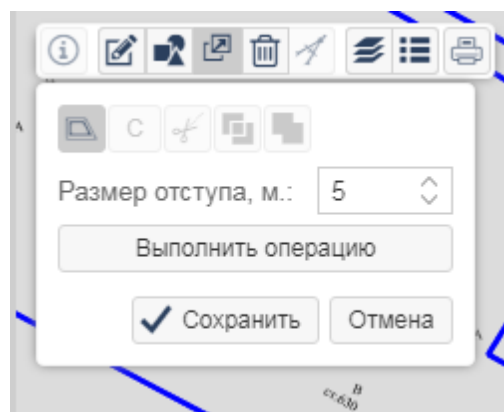 А
С
Размер отступа, м.: 5
Выполнить операцию
Сохранить Отмена
А
В
ст.630